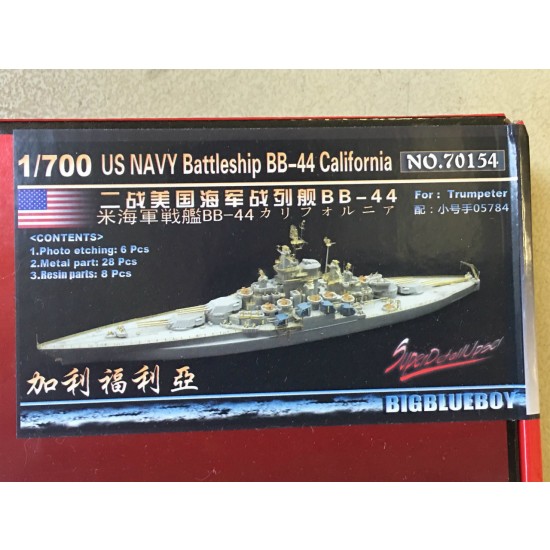 1/700 US NAVY Battleship BB-44 California NO.70154
二战美国海军战列舰BB-44
For: Trumpeter
米海軍戦艦BB-44カリフォルニア
配:小号手05784
<CONTENTS>
1.Photo etching: 6 Pcs
2.Metal part: 28 Pcs
3.Resin parts: 8 Pcs
加利福利亞
BIGBLUEBOY